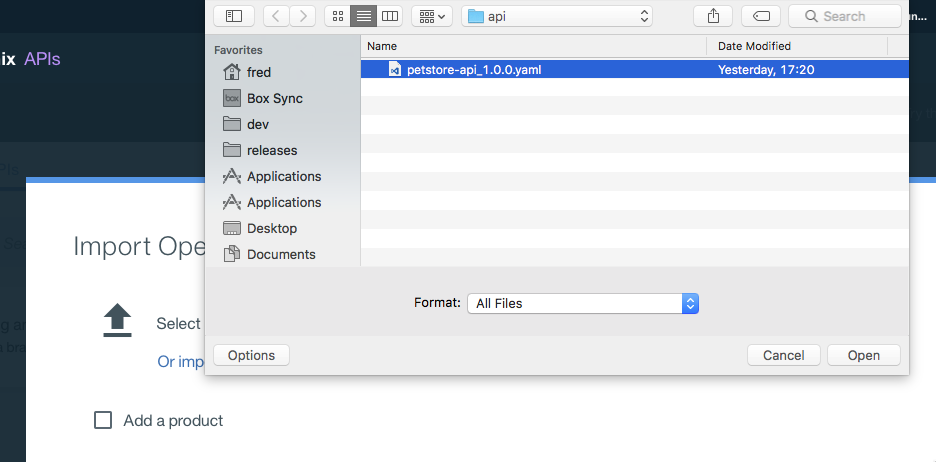 api
Search
un...
ix APIs
Favorites
Name
Date Modified
fred
petstore-api_1.0.0.yaml
Yesterday, 17:20
box
Box Sync
dev
releases
Applications
Applications
Desktop
Documents
Import Ope
Format:
All Files
Select
Options
Cancel
Open
Or imp
Add a product